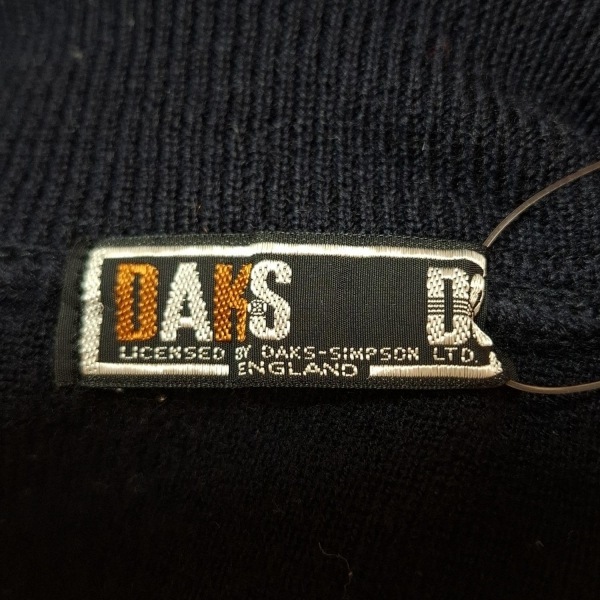 DAKS
LICENSED BY DAKS-SIMPSON LTD.
ENGLAND